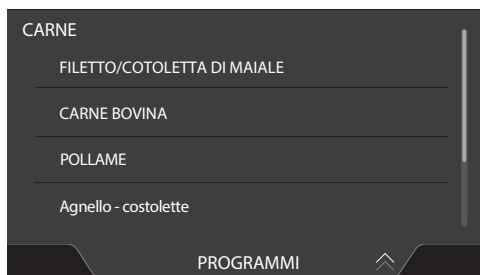 CARNE
FILETTO/COTOLETTA DI MAIALE
CARNE BOVINA
POLLAME
Agnello - costolette
PROGRAMMI